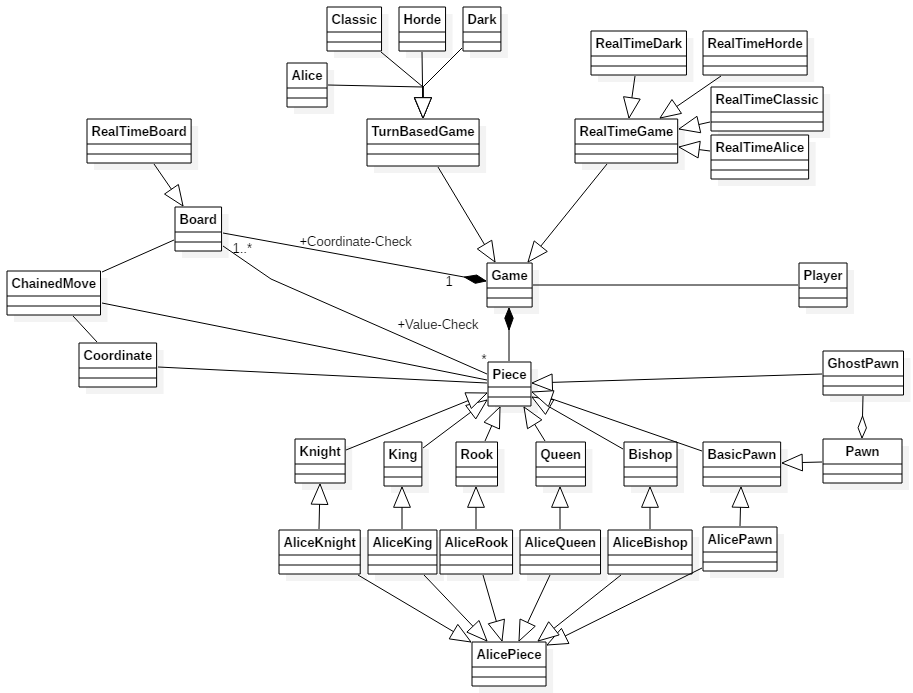 Classic
Horde
Dark
RealTimeDark
RealTimeHorde
Alice
RealTimeClassic
RealTimeBoard
TurnBasedGame
RealTimeGame
RealTimeAlice
Board
+Coordinate-Check
1..*
1
Game
Player
ChainedMove
+Value-Check
Coordinate
*
Piece
GhostPawn
Knight
King
Rook
Queen
Bishop
BasicPawn
Pawn
AliceKnight
AliceKing
AliceRook
AliceQueen
AliceBishop
AlicePawn
AlicePiece